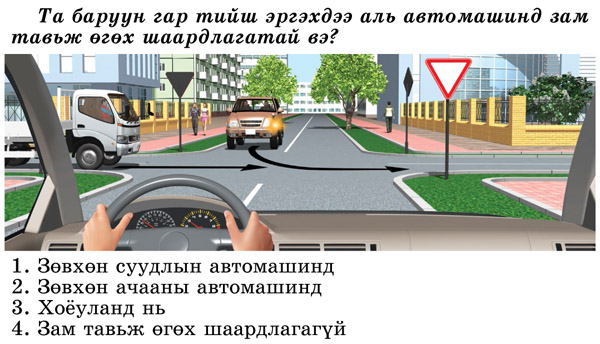 Та баруун гар тийш эргэхдээ аль автомашинд зам
тавьж өгөх шаардлагатай вэ?
1. Зөвхөн суудлын автомашинд
2. Зөвхөн ачааны автомашинд
3. Хоёуланд нь
4. Зам тавьж өгөх шаардлагагүй